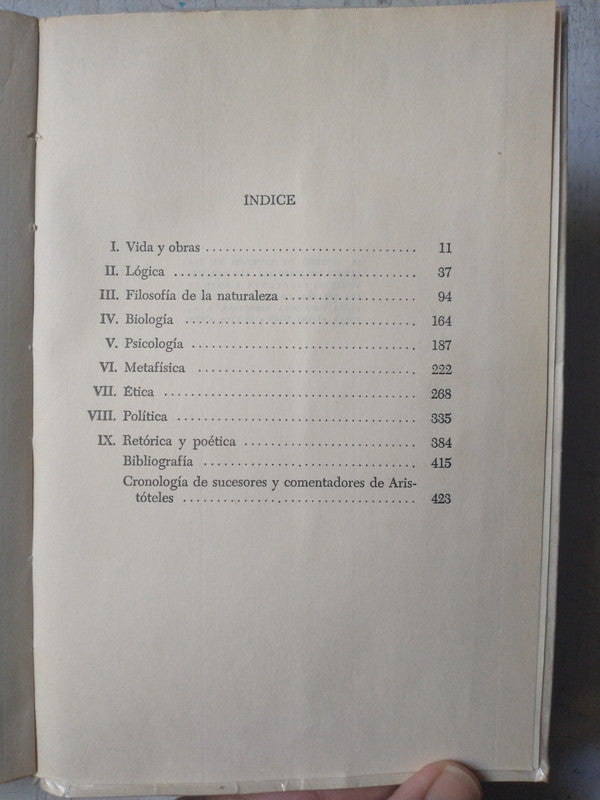 ÍNDICE
I. Vida y obras .............................. 11
II. Lógica .................................. 37
III. Filosofía de la naturaleza ................... 94
IV. Biología ................................. 164
V. Psicología ................................ 187
VI. Metafísica ............................... 222
VII. Ética .................................... 268
VIII. Política .................................. 335
IX. Retórica y poética ......................... 384
Bibliografía .............................. 415
Cronología de sucesores y comentadores de Aris-
tóteles ................................. 423